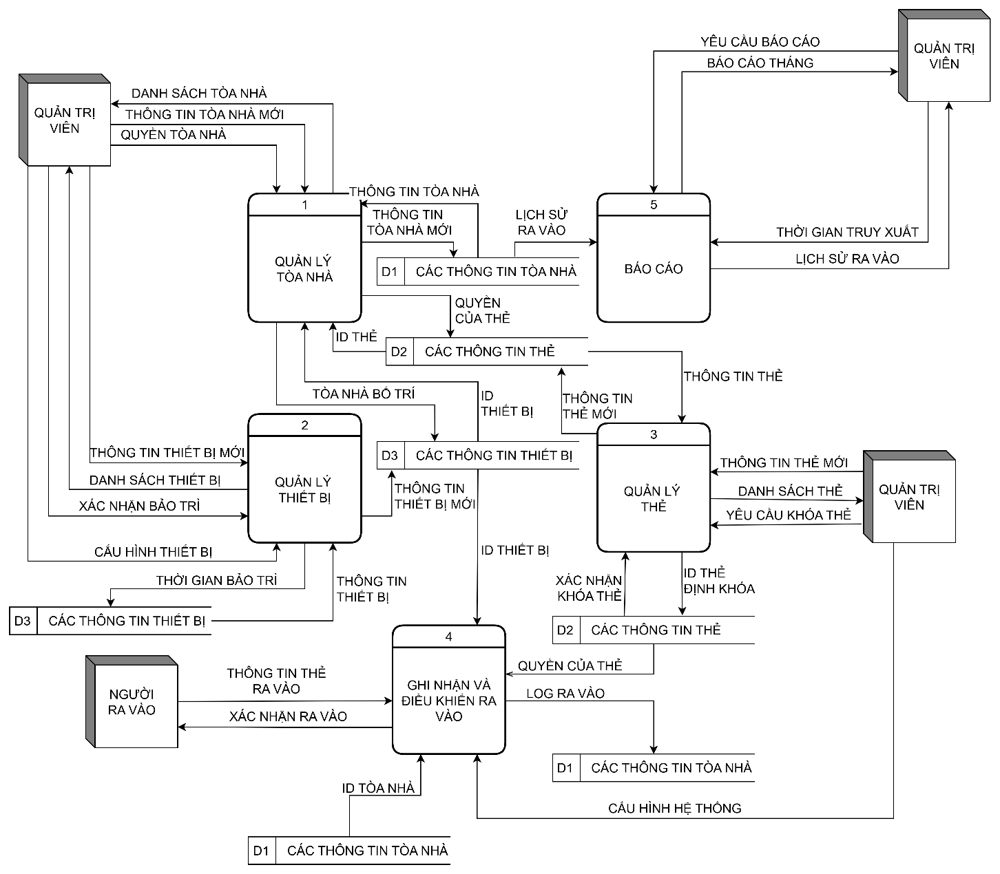 YÊU CẦU BÁO CÁO
BÁO CÁO THÁNG
QUẢN TRỊ
VIÊN
DANH SÁCH TÒA NHÀ
THÔNG TIN TÒA NHÀ MỚI
QUYỀN TÒA NHÀ
QUẢN TRỊ
VIÊN
THÔNG TIN TÒA NHÀ
1
QUẢN LÝ
TÒA NHÀ
THÔNG TIN
TÒA NHÀ MỚI
LỊCH SỬ
RA VÀO
5
BÁO CÁO
THỜI GIAN TRUY XUẤT
LỊCH SỬ RA VÀO
D1
CÁC THÔNG TIN TÒA NHÀ
QUYỀN
CỦA THẺ
ID THẺ
D2
CÁC THÔNG TIN THẺ
THÔNG TIN THẺ
TÒA NHÀ BỐ TRÍ
ID
THIẾT BỊ
THÔNG TIN
THẺ MỚI
2
QUẢN LÝ
THIẾT BỊ
THÔNG TIN THIẾT BỊ MỚI
DANH SÁCH THIẾT BỊ
XÁC NHẬN BẢO TRÌ
CẤU HÌNH THIẾT BỊ
D3
CÁC THÔNG TIN THIẾT BỊ
THÔNG TIN
THIẾT BỊ MỚI
3
QUẢN LÝ
THẺ
THÔNG TIN THẺ MỚI
DANH SÁCH THẺ
YÊU CẦU KHÓA THẺ
QUẢN TRỊ
VIÊN
ID THIẾT BỊ
THỜI GIAN BẢO TRÌ
THÔNG TIN
THIẾT BỊ
XÁC NHẬN
KHÓA THẺ
ID THẺ
ĐỊNH KHÓA
D3
CÁC THÔNG TIN THIẾT BỊ
D2
CÁC THÔNG TIN THẺ
4
GHI NHẬN VÀ
ĐIỀU KHIỂN RA
VÀO
QUYỀN CỦA THẺ
LOG RA VÀO
NGƯỜI
RA VÀO
THÔNG TIN THẺ
RA VÀO
XÁC NHẬN RA VÀO
D1
CÁC THÔNG TIN TÒA NHÀ
ID TÒA NHÀ
CẤU HÌNH HỆ THỐNG
D1
CÁC THÔNG TIN TÒA NHÀ